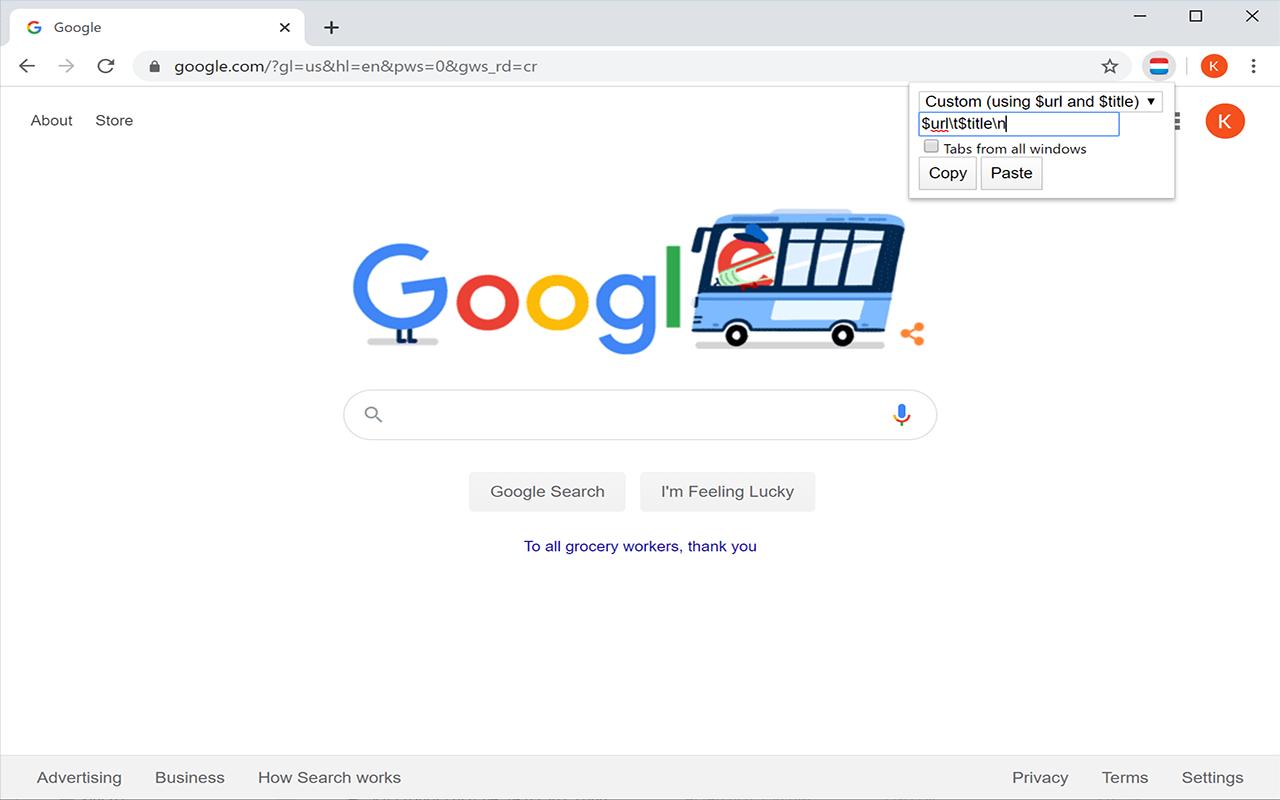 Google
google.com/?gl=us&hl=en&pws=0&gws_rd=cr
K
Custom (using $url and $title)
$url\t$title\n
Tabs from all windows
Copy Paste
About Store
K
Google
Google Search I'm Feeling Lucky
To all grocery workers, thank you
Advertising Business How Search works Privacy Terms Settings